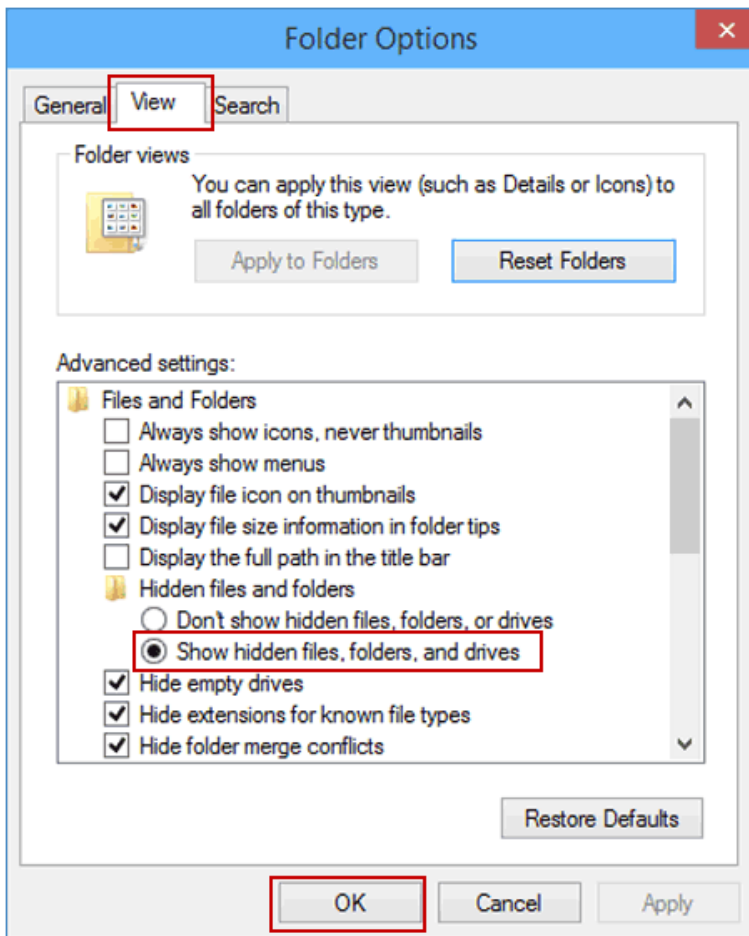 Folder Options
General View Search
Folder views
You can apply this view (such as Details or Icons) to
all folders of this type.
Apply to Folders Reset Folders
Advanced settings:
Files and Folders
Always show icons, never thumbnails
Always show menus
Display file icon on thumbnails
Display file size information in folder tips
Display the full path in the title bar
Hidden files and folders
Don't show hidden files, folders, or drives
Show hidden files, folders, and drives
Hide empty drives
Hide extensions for known file types
Hide folder merge conflicts
Restore Defaults
OK Cancel Apply